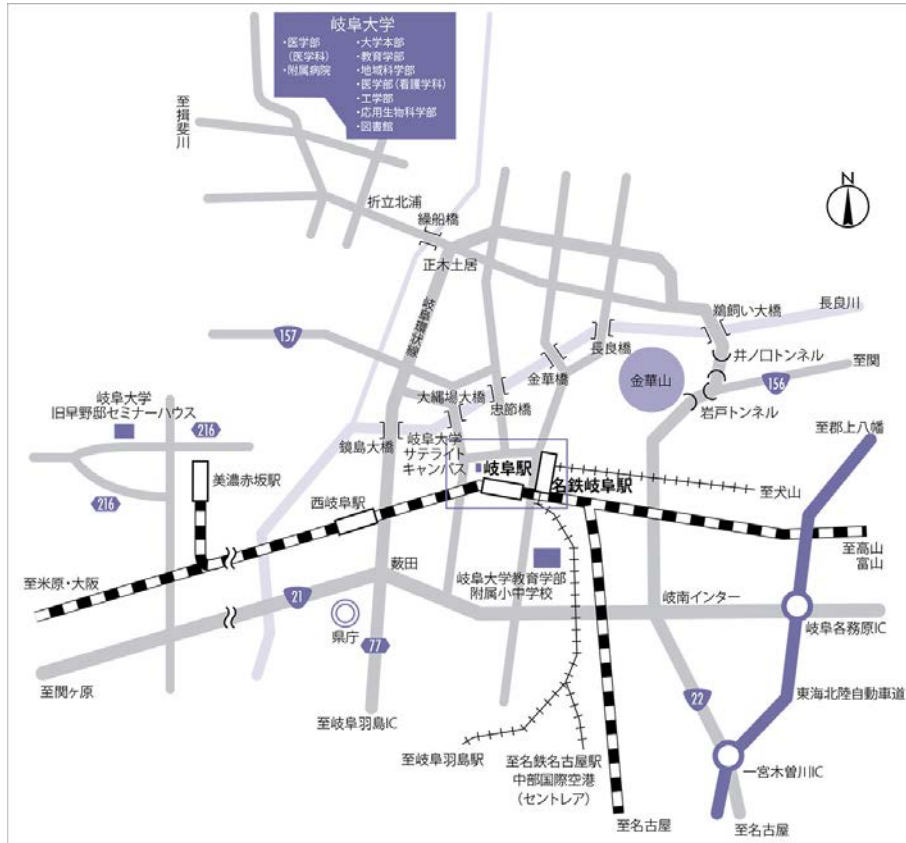 岐阜大学
・医学部
（医学科）
・附属病院
・大学本部
・教育学部
・地域科学部
・医学部（看護学科）
・工学部
・応用生物科学部
・図書館
至揖斐川
N
折立北浦
繰船橋
正木土居
岐阜環状線
鵜飼い大橋
長良川
157
長良橋
井ノ口トンネル
至関
金華橋
金華山
156
大縄場大橋
忠節橋
岩戸トンネル
岐阜大学
旧早野邸セミナーハウス
216
鏡島大橋
岐阜大学
サテライト
キャンパス
至郡上八幡
岐阜駅
美濃赤坂駅
名鉄岐阜駅
至犬山
216
西岐阜駅
至高山
富山
薮田
岐阜大学教育学部
附属小中学校
至米原・大阪
21
岐南インター
県庁
岐阜各務原IC
77
至関ヶ原
22
東海北陸自動車道
至岐阜羽島IC
至岐阜羽島駅
至名鉄名古屋駅
中部国際空港
（セントレア）
一宮木曽川IC
至名古屋
至名古屋